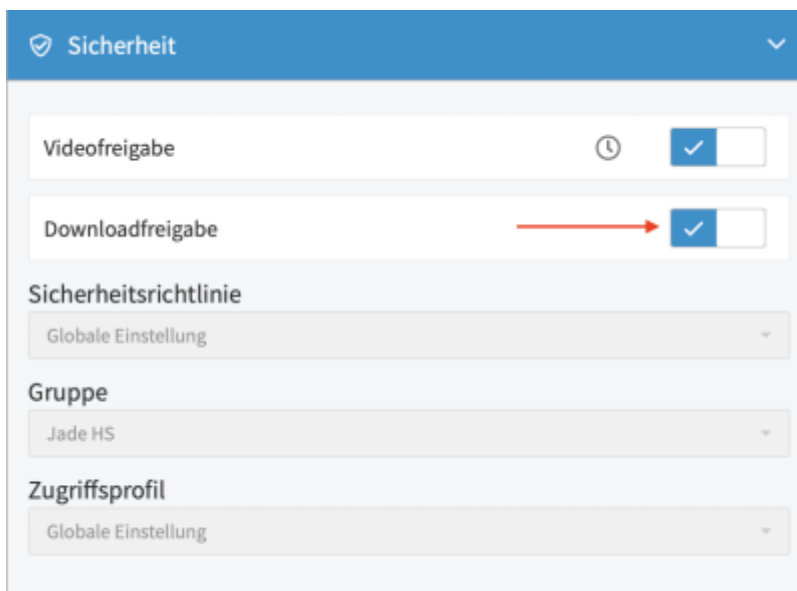 Sicherheit
Videofreigabe
Downloadfreigabe
Sicherheitsrichtlinie
Globale Einstellung
Gruppe
Jade HS
Zugriffsprofil
Globale Einstellung